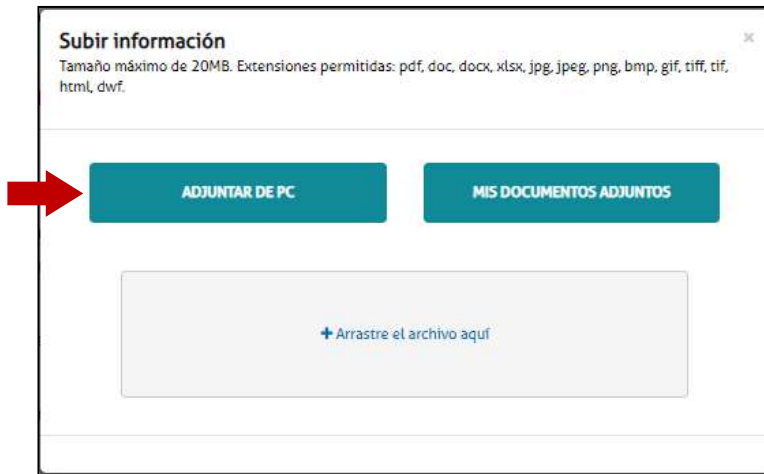 Subir información
×
Tamaño máximo de 20MB. Extensiones permitidas: pdf, doc, docx, xlsx, jpg, jpeg, png, bmp, gif, tiff, tif,
html, dwf.
ADJUNTAR DE PC
MIS DOCUMENTOS ADJUNTOS
+ Arrastre el archivo aquí